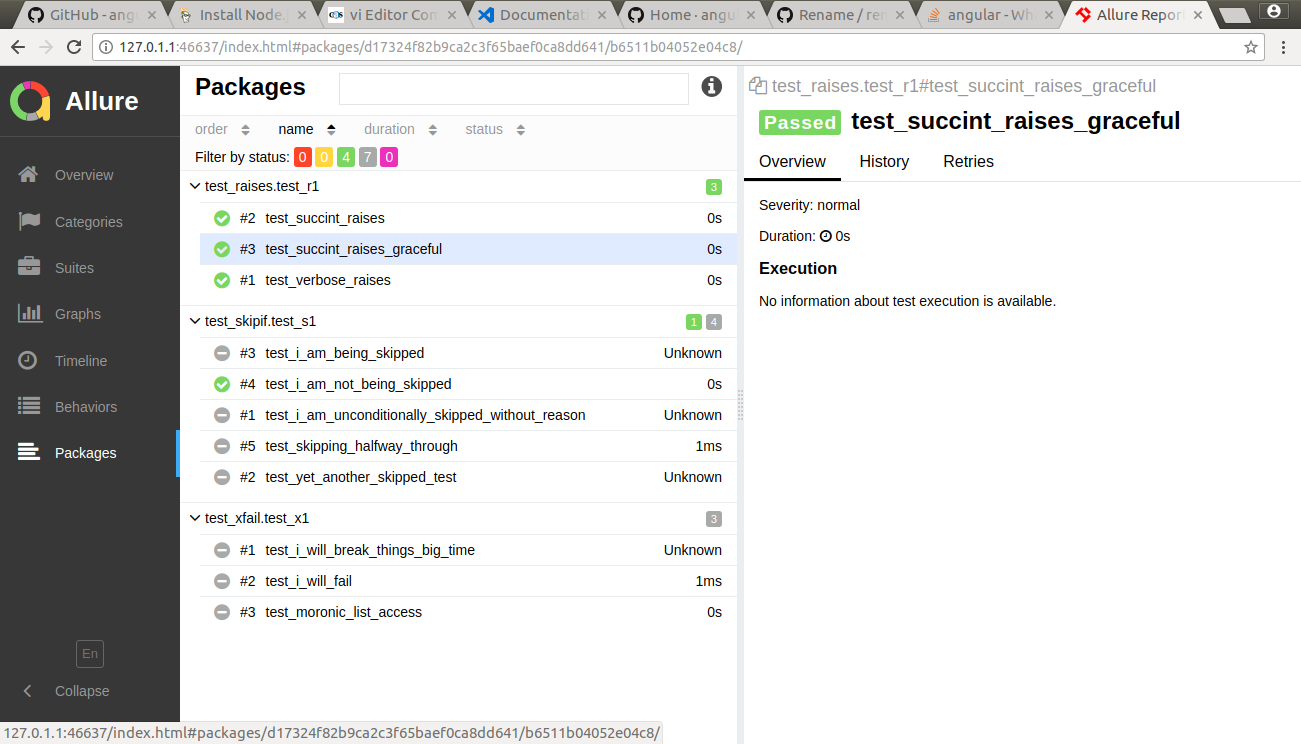 GitHub - angu
Install Node.j
vi Editor Com
Documentati
Home · angu
Rename / ren
angular - Wh
Allure Report
127.0.1.1:46637/index.html#packages/d17324f82b9ca2c3f65baef0ca8dd641/b6511b04052e04c8/
Allure
Overview
Categories
Suites
Graphs
Timeline
Behaviors
Packages
En
Collapse
Packages
order name duration status
Filter by status: 0 0 4 7 0
test_raises.test_r1 3
#2 test_succint_raises 0s
#3 test_succint_raises_graceful 0s
#1 test_verbose_raises 0s
test_skipif.test_s1 1 4
#3 test_i_am_being_skipped Unknown
#4 test_i_am_not_being_skipped 0s
#1 test_i_am_unconditionally_skipped_without_reason Unknown
#5 test_skipping_halfway_through 1ms
#2 test_yet_another_skipped_test Unknown
test_xfail.test_x1 3
#1 test_i_will_break_things_big_time Unknown
#2 test_i_will_fail 1ms
#3 test_moronic_list_access 0s
test_raises.test_r1#test_succint_raises_graceful
Passed test_succint_raises_graceful
Overview History Retries
Severity: normal
Duration: 0s
Execution
No information about test execution is available.
127.0.1.1:46637/index.html#packages/d17324f82b9ca2c3f65baef0ca8dd641/b6511b04052e04c8/